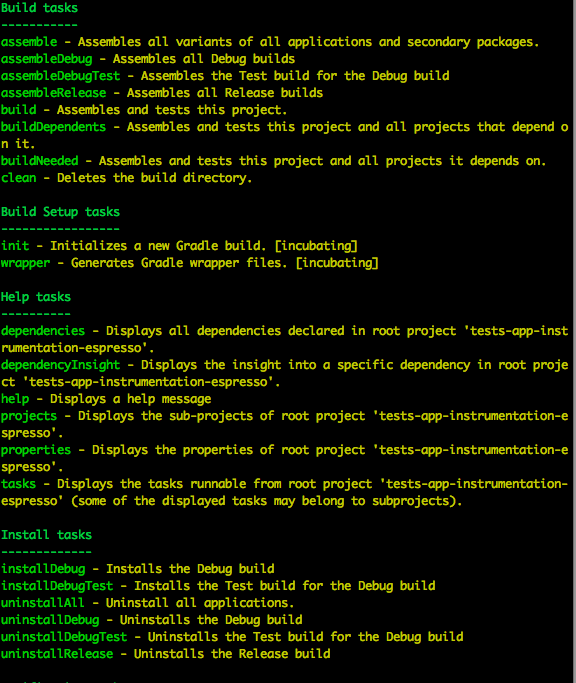 Build tasks
-----------
assemble - Assembles all variants of all applications and secondary packages.
assembleDebug - Assembles all Debug builds
assembleDebugTest - Assembles the Test build for the Debug build
assembleRelease - Assembles all Release builds
build - Assembles and tests this project.
buildDependents - Assembles and tests this project and all projects that depend o
n it.
buildNeeded - Assembles and tests this project and all projects it depends on.
clean - Deletes the build directory.

Build Setup tasks
-----------------
init - Initializes a new Gradle build. [incubating]
wrapper - Generates Gradle wrapper files. [incubating]

Help tasks
----------
dependencies - Displays all dependencies declared in root project 'tests-app-inst
rumentation-espresso'.
dependencyInsight - Displays the insight into a specific dependency in root proje
ct 'tests-app-instrumentation-espresso'.
help - Displays a help message
projects - Displays the sub-projects of root project 'tests-app-instrumentation-e
spresso'.
properties - Displays the properties of root project 'tests-app-instrumentation-e
spresso'.
tasks - Displays the tasks runnable from root project 'tests-app-instrumentation-
espresso' (some of the displayed tasks may belong to subprojects).

Install tasks
-------------
installDebug - Installs the Debug build
installDebugTest - Installs the Test build for the Debug build
uninstallAll - Uninstall all applications.
uninstallDebug - Uninstalls the Debug build
uninstallDebugTest - Uninstalls the Test build for the Debug build
uninstallRelease - Uninstalls the Release build